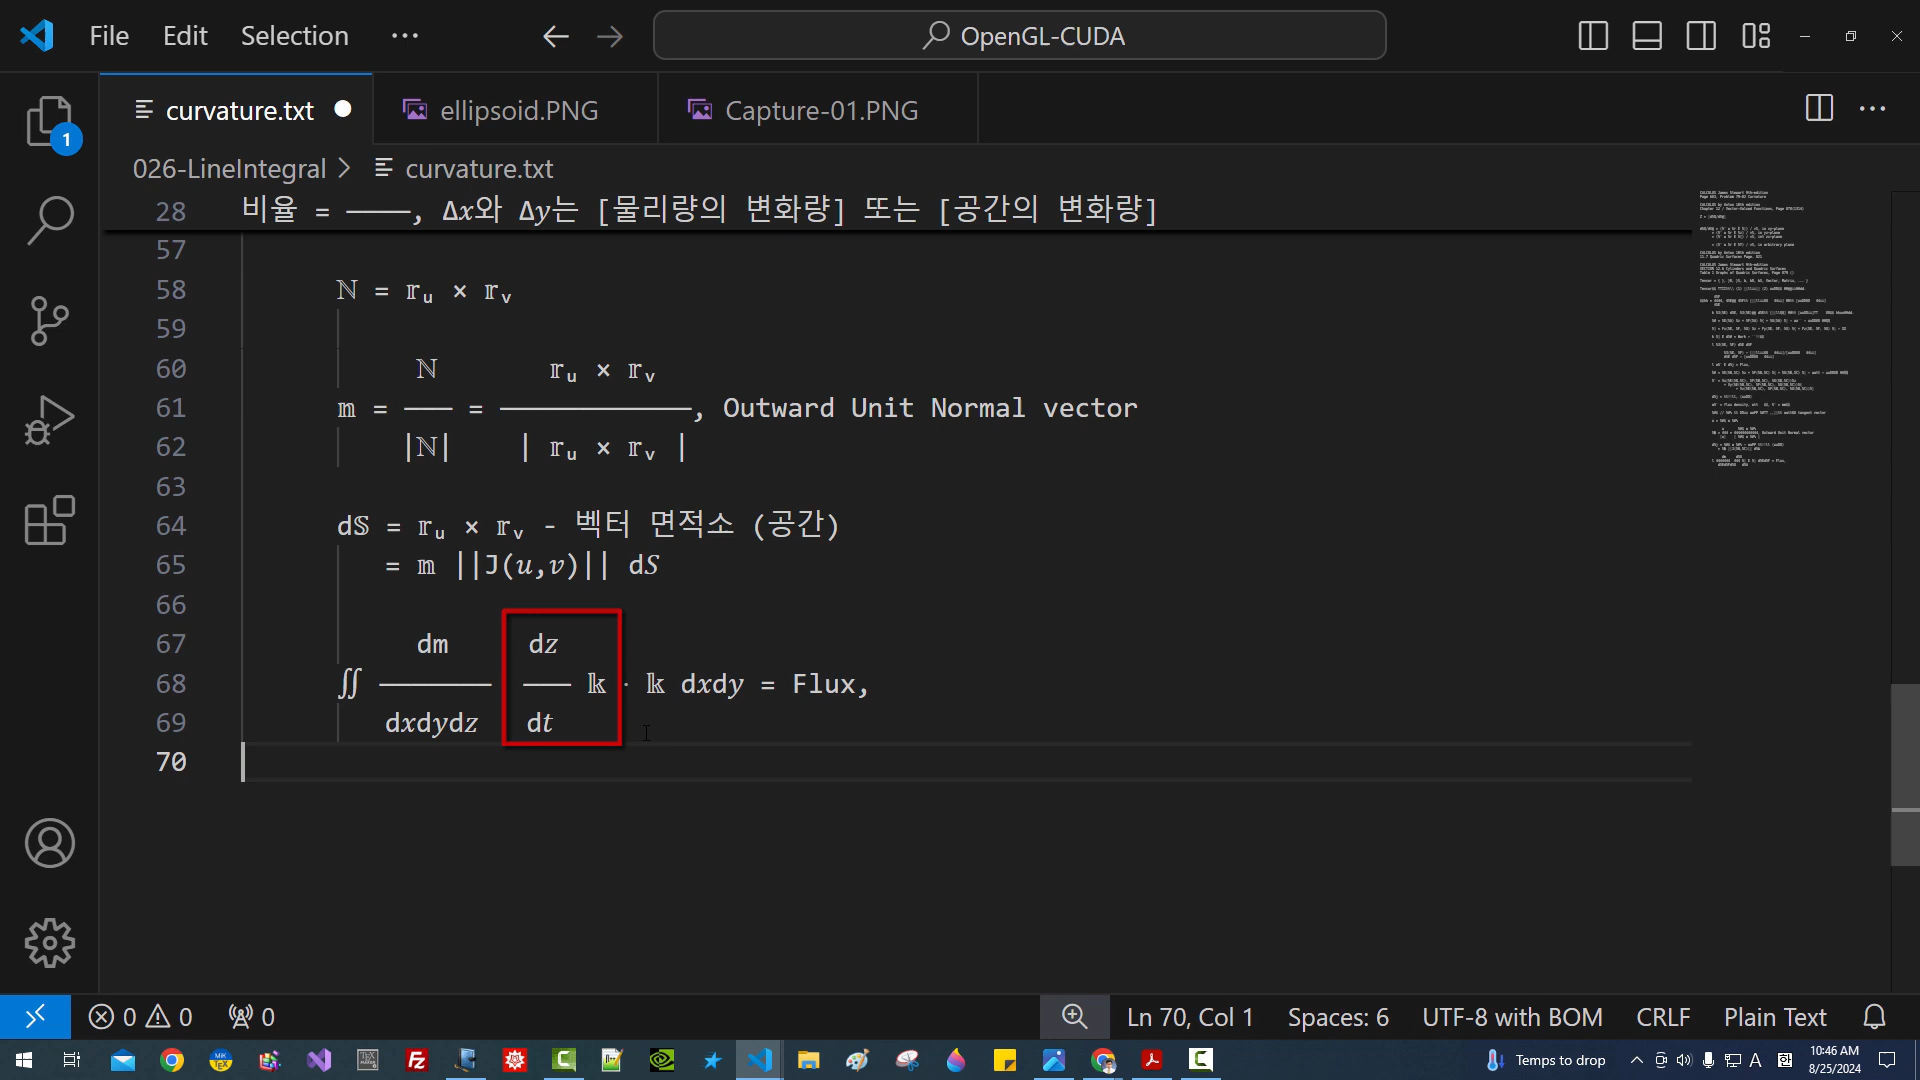 File Edit Selection ···
OpenGL-CUDA
curvature.txt
ellipsoid.PNG
Capture-01.PNG
1
026-LineIntegral > curvature.txt
28 비율 = ────, Δx와 Δy는 [물리량의 변화량] 또는 [공간의 변화량]
57
58 ℕ = 𝕣ᵤ × 𝕣ᵥ
59
60 ℕ 𝕣ᵤ × 𝕣ᵥ
61 𝕞 = ─── = ────────────, Outward Unit Normal vector
62 |ℕ| | 𝕣ᵤ × 𝕣ᵥ |
63
64 d𝕊 = 𝕣ᵤ × 𝕣ᵥ - 벡터 면적소 (공간)
65 = 𝕞 ||J(u,v)|| dS
66
67 dm dz
68 ∬ ─────── ─── 𝕜 · 𝕜 dxdy = Flux,
69 dxdydz dt
70
0 0 0
Ln 70, Col 1 Spaces: 6 UTF-8 with BOM CRLF Plain Text
Temps to drop
A
10:46 AM
8/25/2024